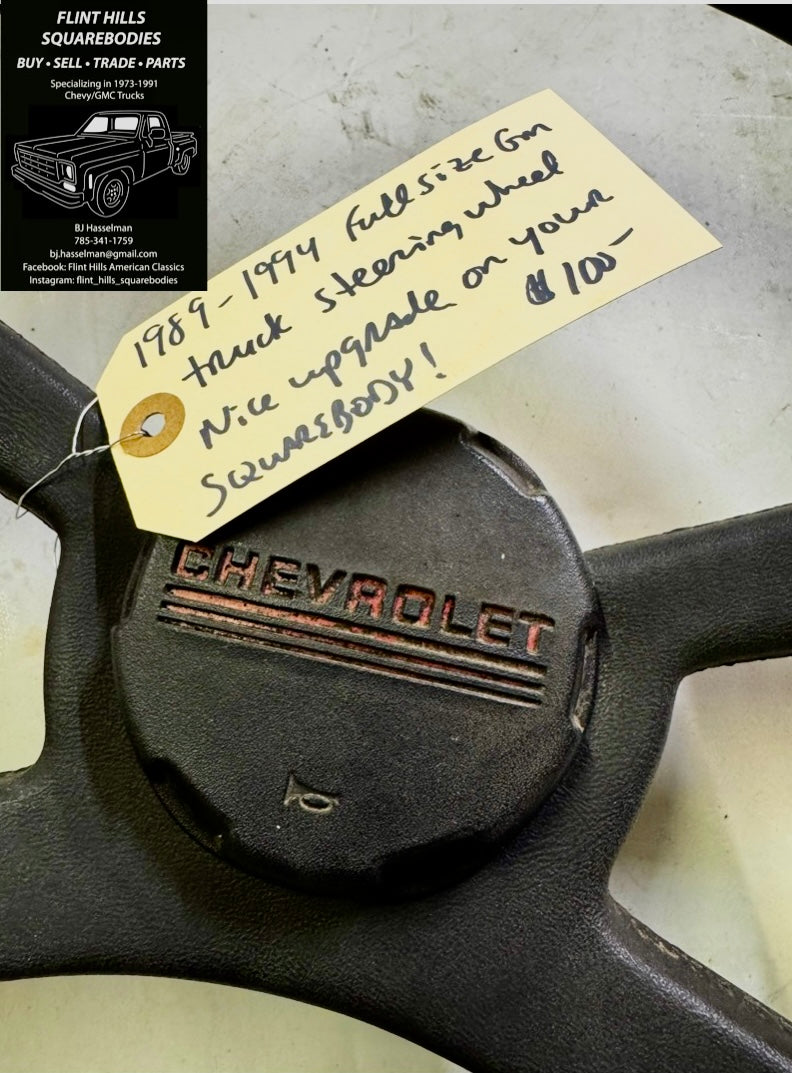 FLINT HILLS
SQUAREBODIES
BUY • SELL • TRADE • PARTS
Specializing in 1973-1991
Chevy/GMC Trucks
BJ Hasselman
785-341-1759
bj.hasselman@gmail.com
Facebook: Flint Hills American Classics
Instagram: flint_hills_squarebodies
1989-1994 Full size Gm
truck steering wheel
Nice upgrade on your
SQUAREBODY! $100-
CHEVROLET